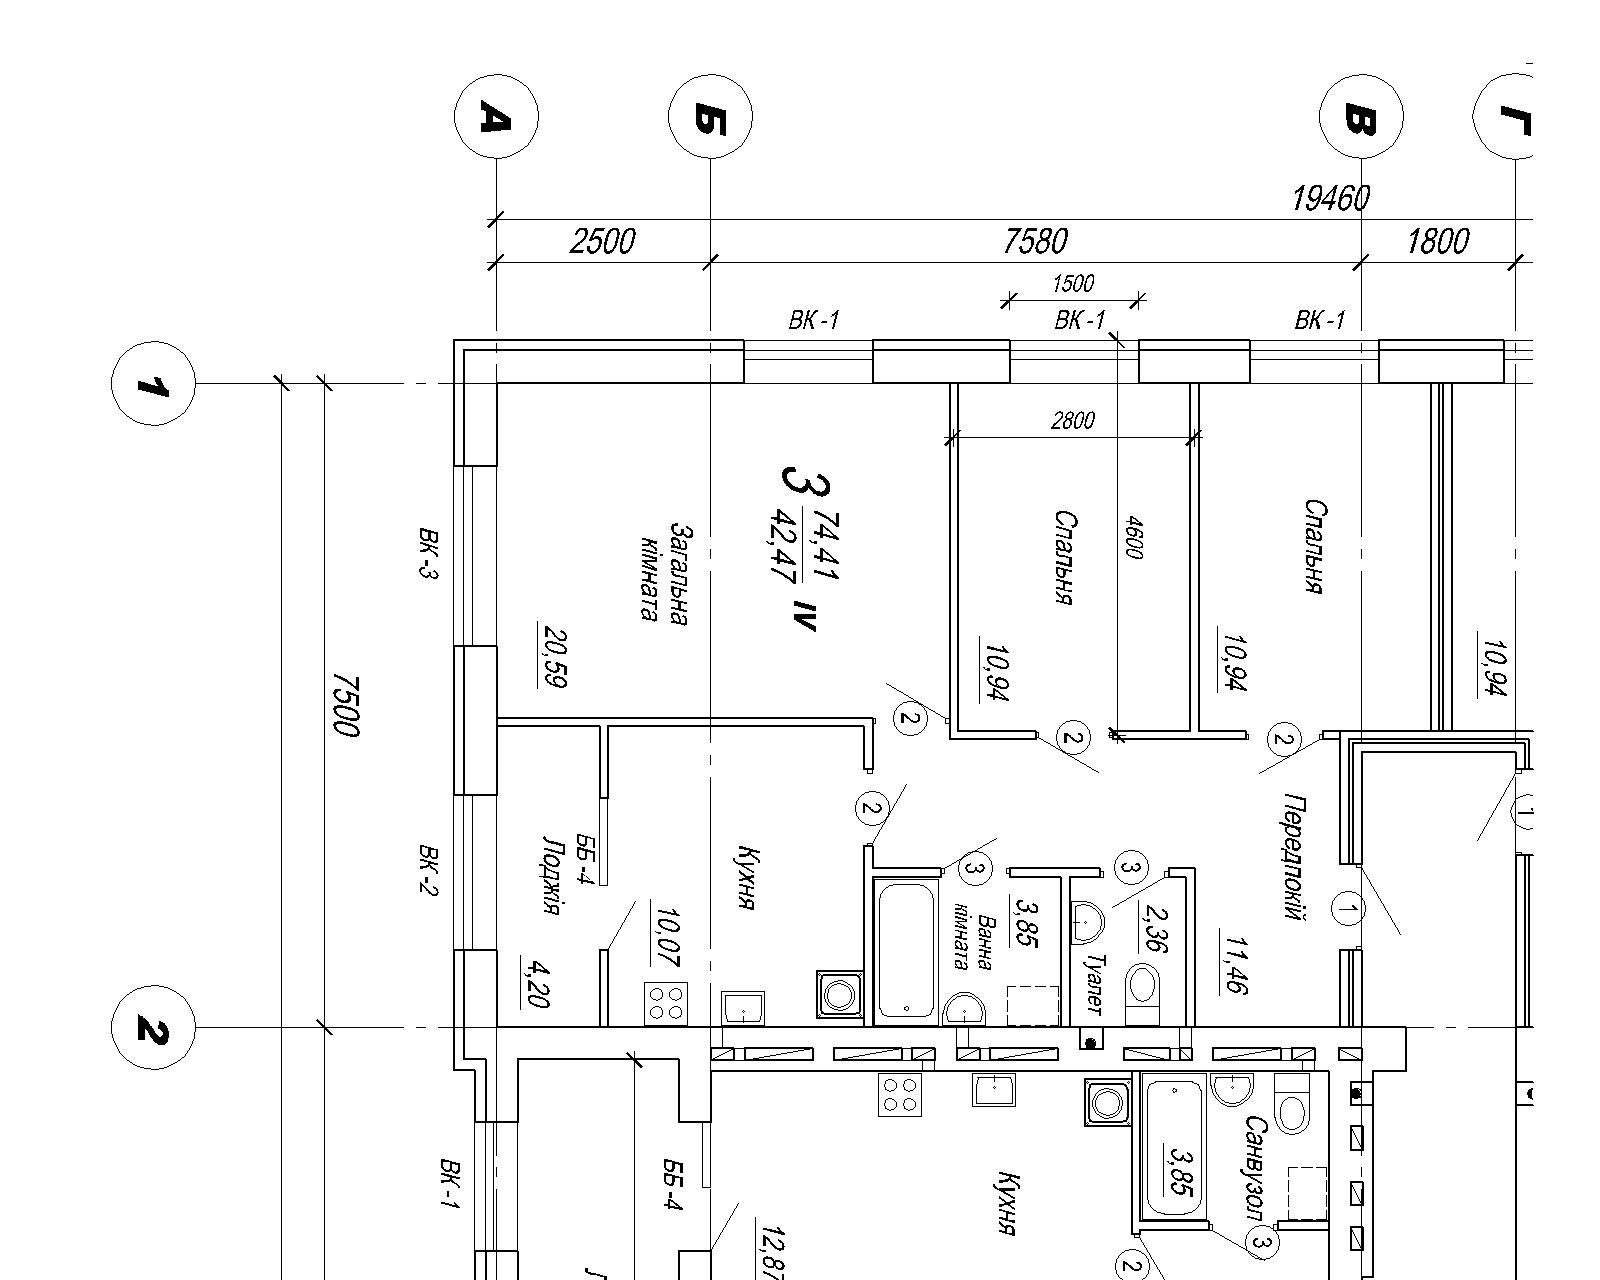 А
Б
В
Г
19460
2500
7580
1800
1500
ВК-1
ВК-1
ВК-1
1
2800
3
74,41
42,47
IV
Загальна
кімната
20,59
Спальня
4600
10,94
Спальня
10,94
10,94
ВК-3
7500
2
2
2
2
1
Передпокій
11,46
1
ВК-2
ББ-4
Лоджія
4,20
Кухня
10,07
3
3
3,85
Ванна
кімната
2,36
Туалет
2
ВК-1
ББ-4
Кухня
12,87
Санвузол
3,85
3
2